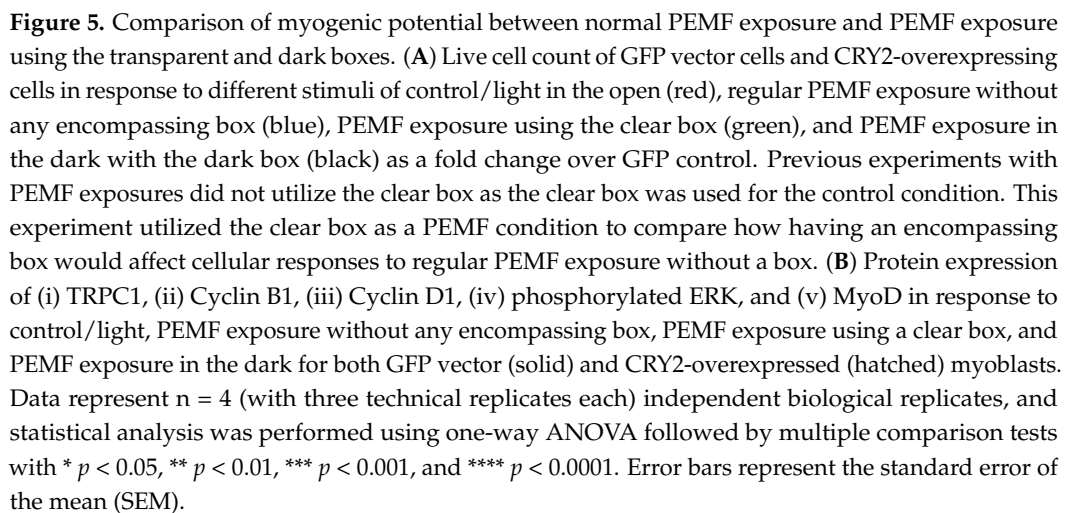 Figure 5. Comparison of myogenic potential between normal PEMF exposure and PEMF exposure
using the transparent and dark boxes. (A) Live cell count of GFP vector cells and CRY2-overexpressing
cells in response to different stimuli of control/light in the open (red), regular PEMF exposure without
any encompassing box (blue), PEMF exposure using the clear box (green), and PEMF exposure in
the dark with the dark box (black) as a fold change over GFP control. Previous experiments with
PEMF exposures did not utilize the clear box as the clear box was used for the control condition. This
experiment utilized the clear box as a PEMF condition to compare how having an encompassing
box would affect cellular responses to regular PEMF exposure without a box. (B) Protein expression
of (i) TRPC1, (ii) Cyclin B1, (iii) Cyclin D1, (iv) phosphorylated ERK, and (v) MyoD in response to
control/light, PEMF exposure without any encompassing box, PEMF exposure using a clear box, and
PEMF exposure in the dark for both GFP vector (solid) and CRY2-overexpressed (hatched) myoblasts.
Data represent n = 4 (with three technical replicates each) independent biological replicates, and
statistical analysis was performed using one-way ANOVA followed by multiple comparison tests
with * p < 0.05, ** p < 0.01, *** p < 0.001, and **** p < 0.0001. Error bars represent the standard error of
the mean (SEM).